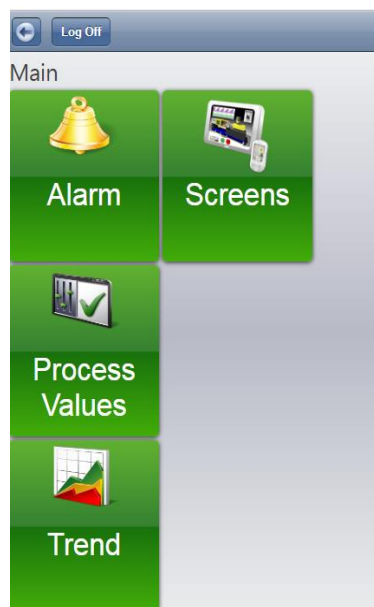 Log Off
Main
Alarm
Screens
Process
Values
Trend